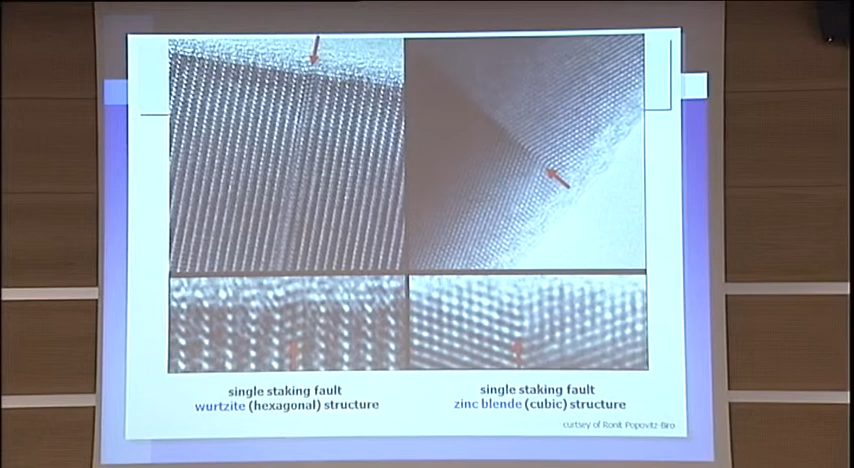 single staking fault
wurtzite (hexagonal) structure
single staking fault
zinc blende (cubic) structure
curtsey of Ronit Popovitz-Biro